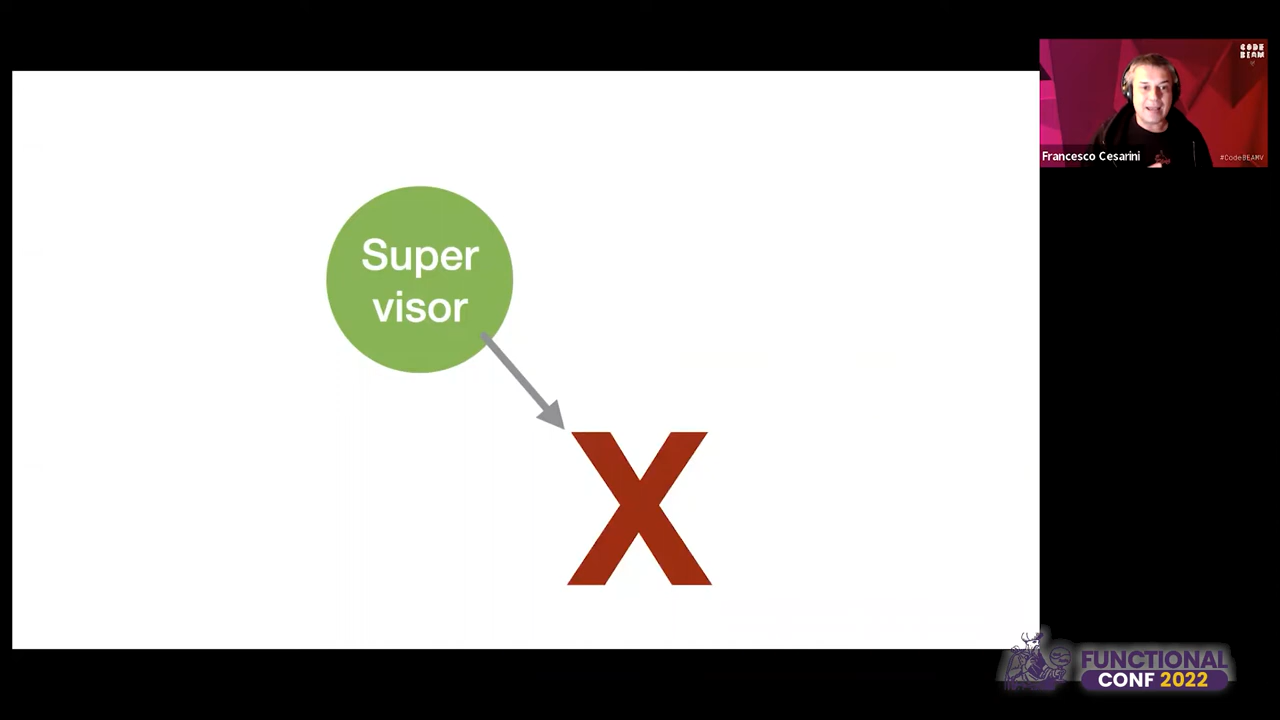 Super
visor
X
CODE
BEAM
Francesco Cesarini
#CodeBEAMV
FUNCTIONAL
CONF 2022